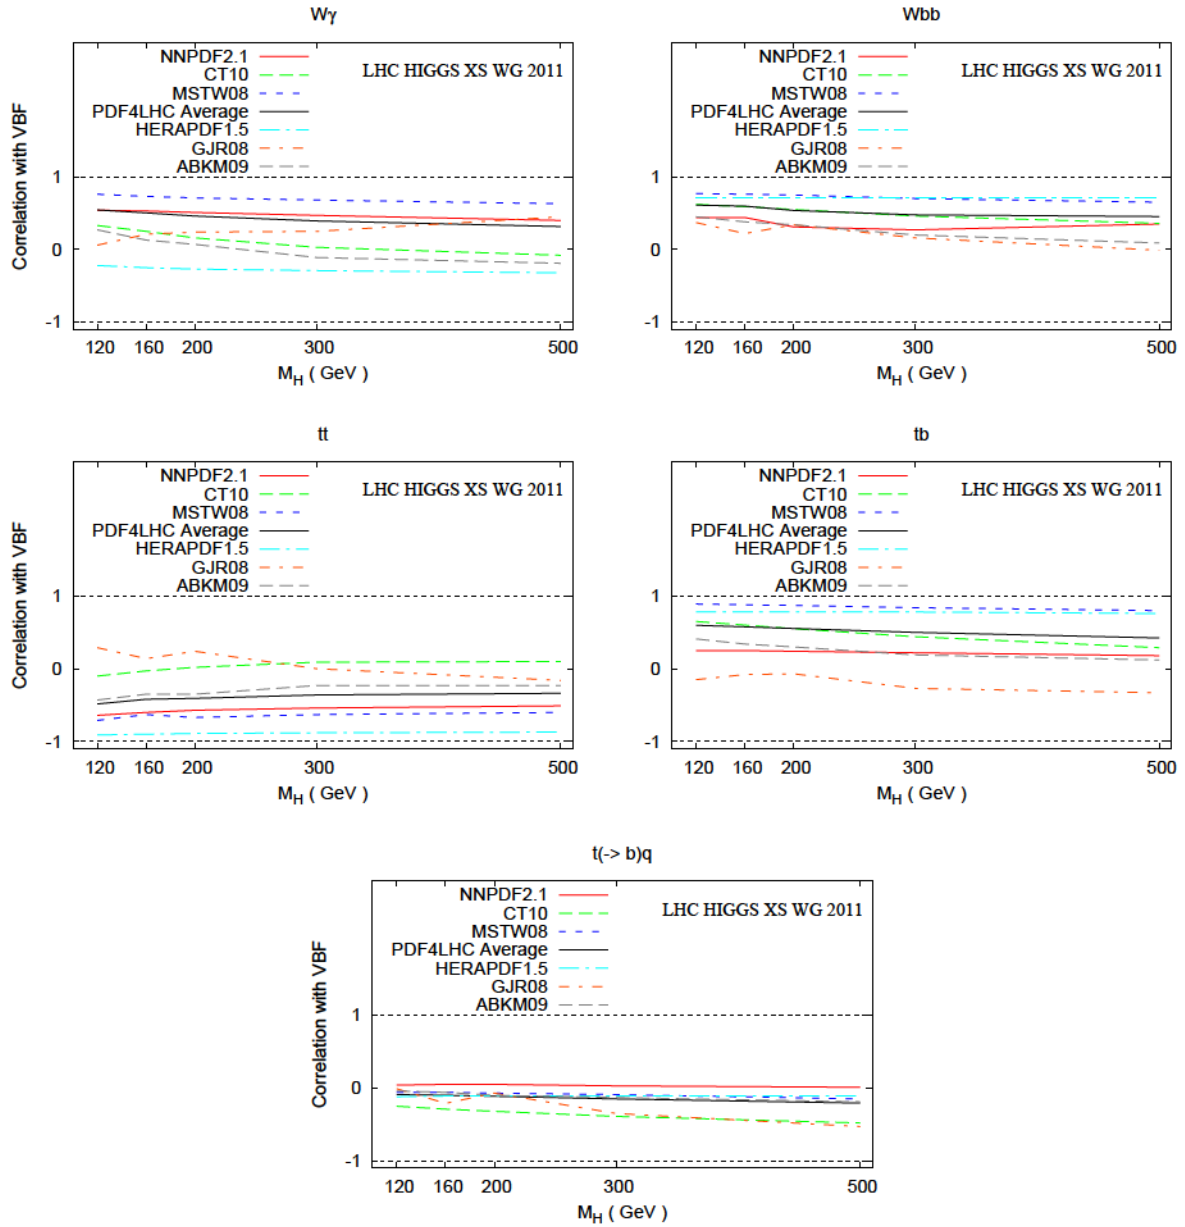 Wγ
NNPDF2.1
CT10
MSTW08
PDF4LHC Average
HERAPDF1.5
GJR08
ABKM09
LHC HIGGS XS WG 2011
Correlation with VBF
1
0
-1
120 160 200 300 500
M_H ( GeV )
Wbb
NNPDF2.1
CT10
MSTW08
PDF4LHC Average
HERAPDF1.5
GJR08
ABKM09
LHC HIGGS XS WG 2011
1
0
-1
120 160 200 300 500
M_H ( GeV )
tt
NNPDF2.1
CT10
MSTW08
PDF4LHC Average
HERAPDF1.5
GJR08
ABKM09
LHC HIGGS XS WG 2011
Correlation with VBF
1
0
-1
120 160 200 300 500
M_H ( GeV )
tb
NNPDF2.1
CT10
MSTW08
PDF4LHC Average
HERAPDF1.5
GJR08
ABKM09
LHC HIGGS XS WG 2011
1
0
-1
120 160 200 300 500
M_H ( GeV )
t(-> b)q
NNPDF2.1
CT10
MSTW08
PDF4LHC Average
HERAPDF1.5
GJR08
ABKM09
LHC HIGGS XS WG 2011
Correlation with VBF
1
0
-1
120 160 200 300 500
M_H ( GeV )